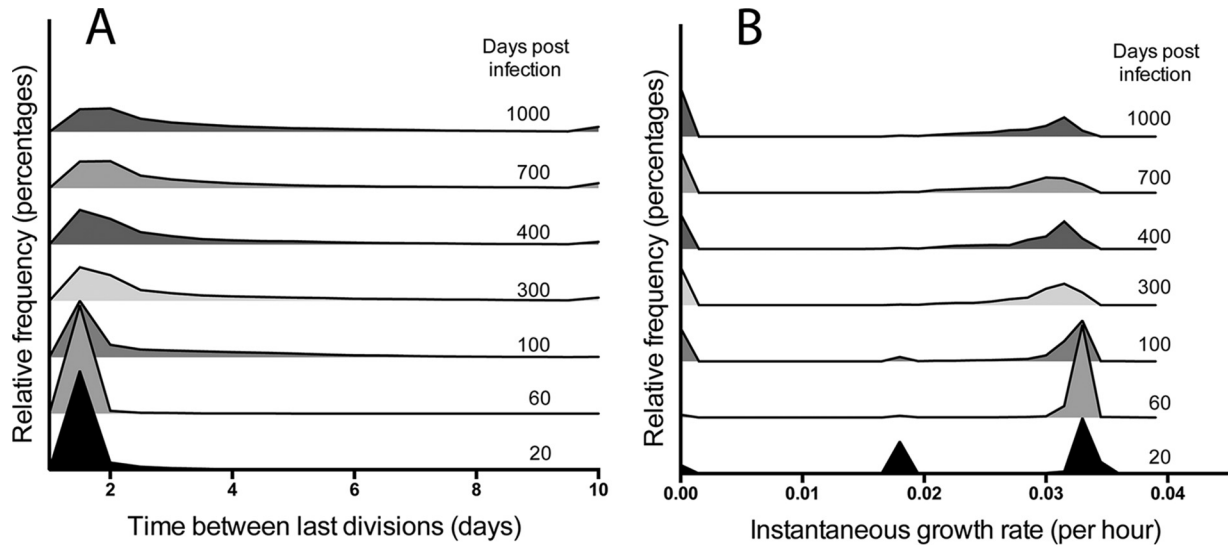 A
Days post
infection
1000
700
400
300
100
60
20
Relative frequency (percentages)
2
4
6
8
10
Time between last divisions (days)
B
Days post
infection
1000
700
400
300
100
60
20
Relative frequency (percentages)
0.00
0.01
0.02
0.03
0.04
Instantaneous growth rate (per hour)